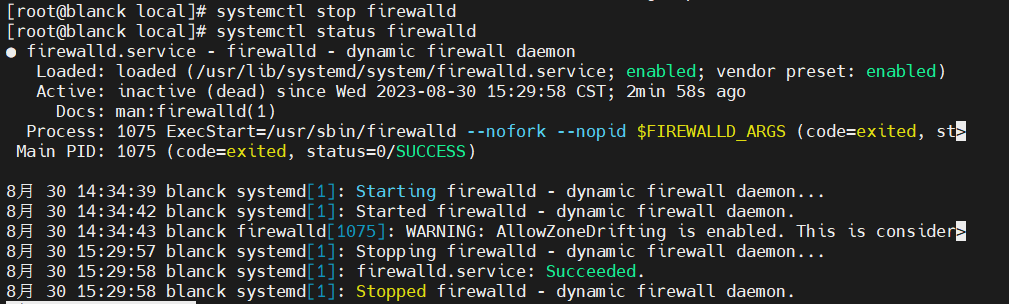 [root@blanck local]# systemctl stop firewalld
[root@blanck local]# systemctl status firewalld
● firewalld.service - firewalld - dynamic firewall daemon
Loaded: loaded (/usr/lib/systemd/system/firewalld.service; enabled; vendor preset: enabled)
Active: inactive (dead) since Wed 2023-08-30 15:29:58 CST; 2min 58s ago
Docs: man:firewalld(1)
Process: 1075 ExecStart=/usr/sbin/firewalld --nofork --nopid $FIREWALLD_ARGS (code=exited, st>
Main PID: 1075 (code=exited, status=0/SUCCESS)
8月 30 14:34:39 blanck systemd[1]: Starting firewalld - dynamic firewall daemon...
8月 30 14:34:42 blanck systemd[1]: Started firewalld - dynamic firewall daemon.
8月 30 14:34:43 blanck firewalld[1075]: WARNING: AllowZoneDrifting is enabled. This is consider>
8月 30 15:29:57 blanck systemd[1]: Stopping firewalld - dynamic firewall daemon...
8月 30 15:29:58 blanck systemd[1]: firewalld.service: Succeeded.
8月 30 15:29:58 blanck systemd[1]: Stopped firewalld - dynamic firewall daemon.